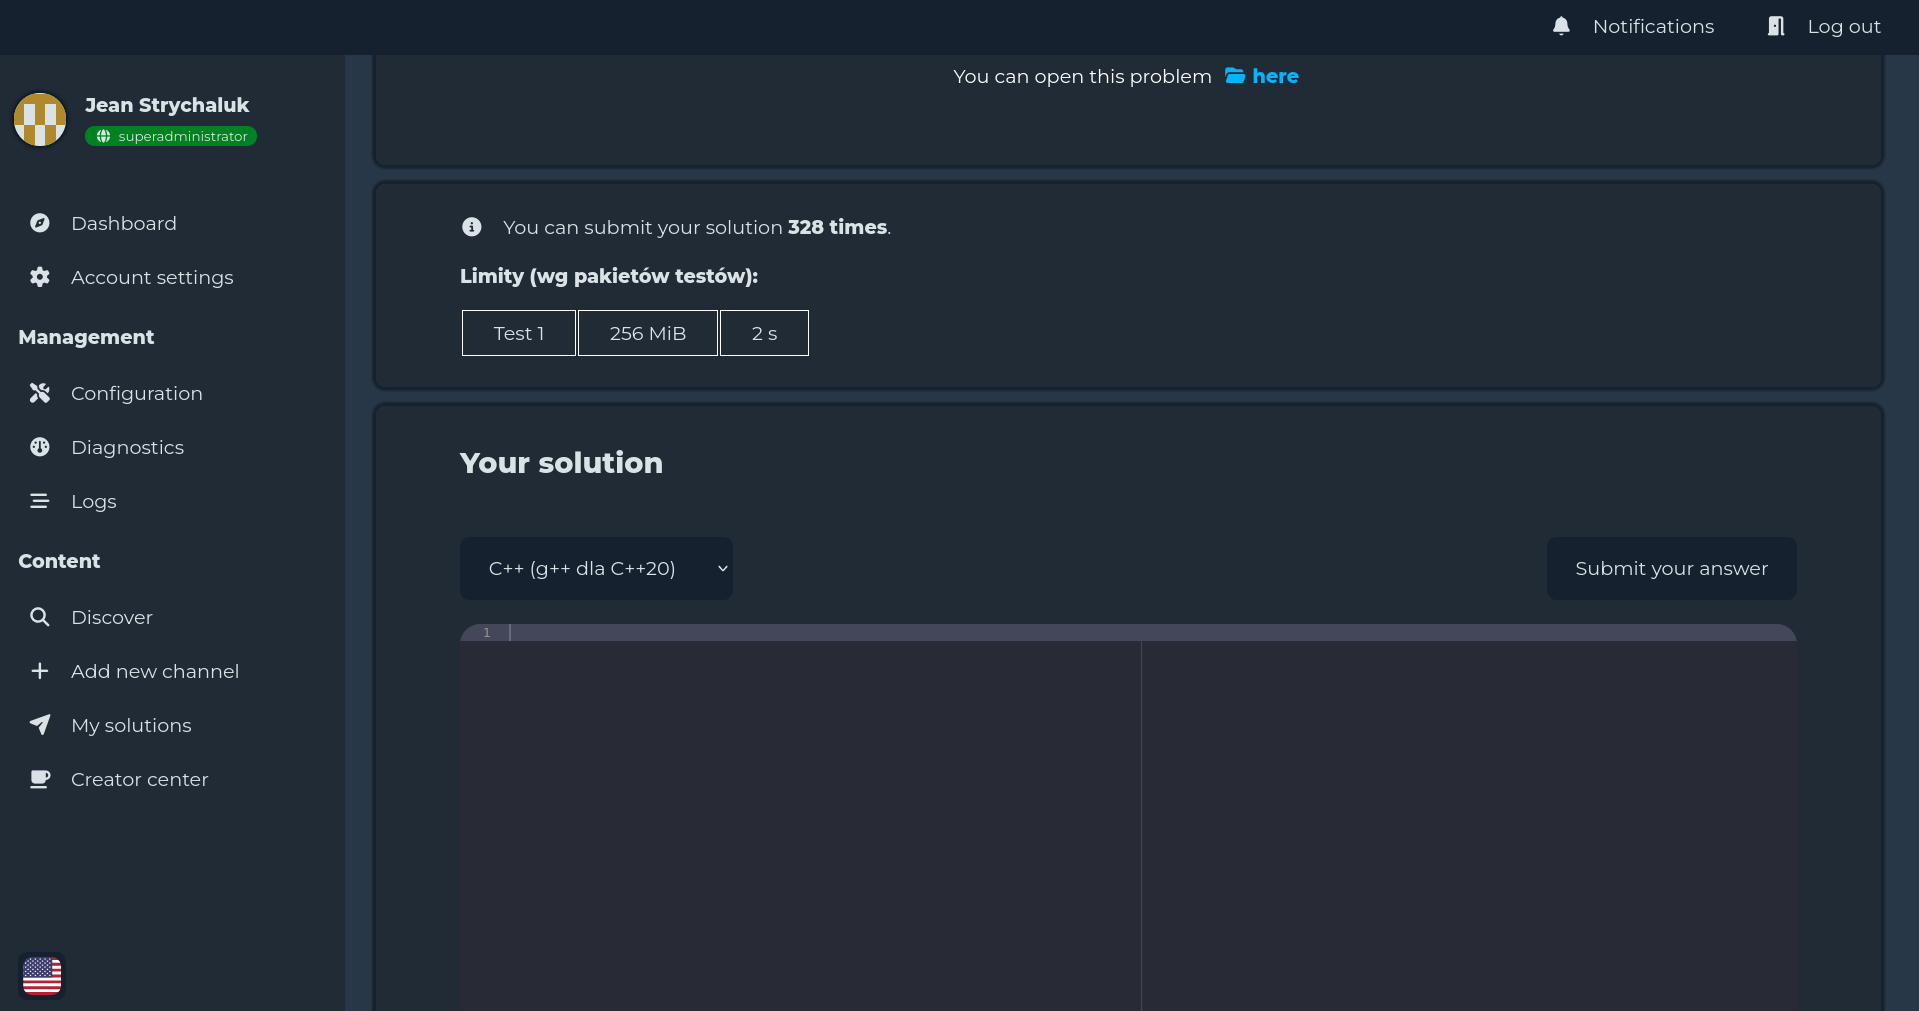 Notifications
Log out
Jean Strychaluk
superadministrator
Dashboard
Account settings
Management
Configuration
Diagnostics
Logs
Content
Discover
Add new channel
My solutions
Creator center
You can open this problem here
You can submit your solution 328 times.
Limity (wg pakietów testów):
Test 1 256 MiB 2 s
Your solution
C++ (g++ dla C++20)
Submit your answer
1